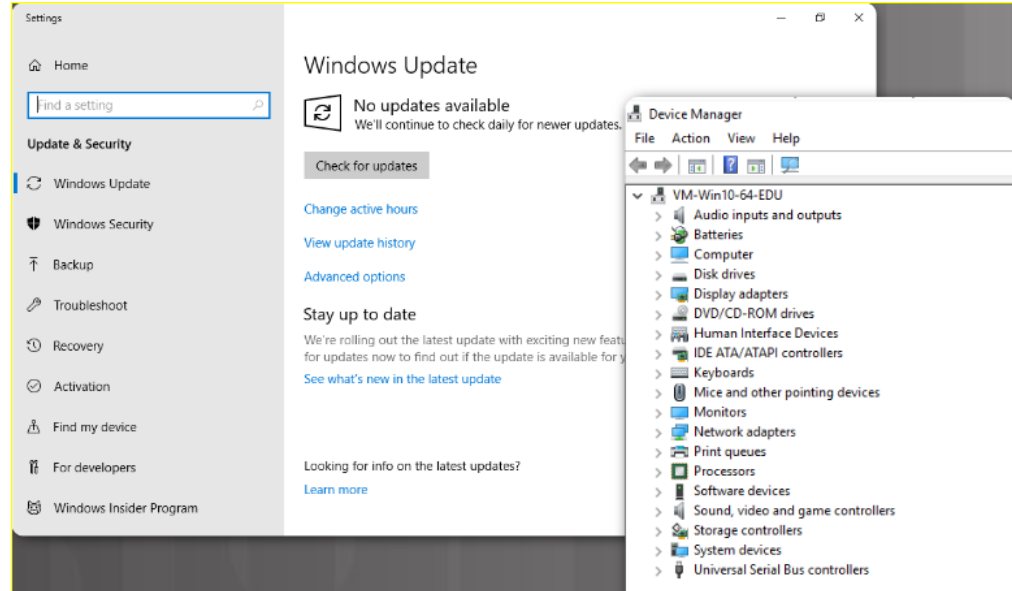 Settings
Home
Find a setting
Update & Security
Windows Update
Windows Security
Backup
Troubleshoot
Recovery
Activation
Find my device
For developers
Windows Insider Program
Windows Update
No updates available
We'll continue to check daily for newer updates.
Check for updates
Change active hours
View update history
Advanced options
Stay up to date
We're rolling out the latest update with exciting new
for updates now to find out if the update is available for
See what's new in the latest update
Looking for info on the latest updates?
Learn more
Device Manager
File Action View Help
VM-Win10-64-EDU
Audio inputs and outputs
Batteries
Computer
Disk drives
Display adapters
DVD/CD-ROM drives
Human Interface Devices
IDE ATA/ATAPI controllers
Keyboards
Mice and other pointing devices
Monitors
Network adapters
Print queues
Processors
Software devices
Sound, video and game controllers
Storage controllers
System devices
Universal Serial Bus controllers